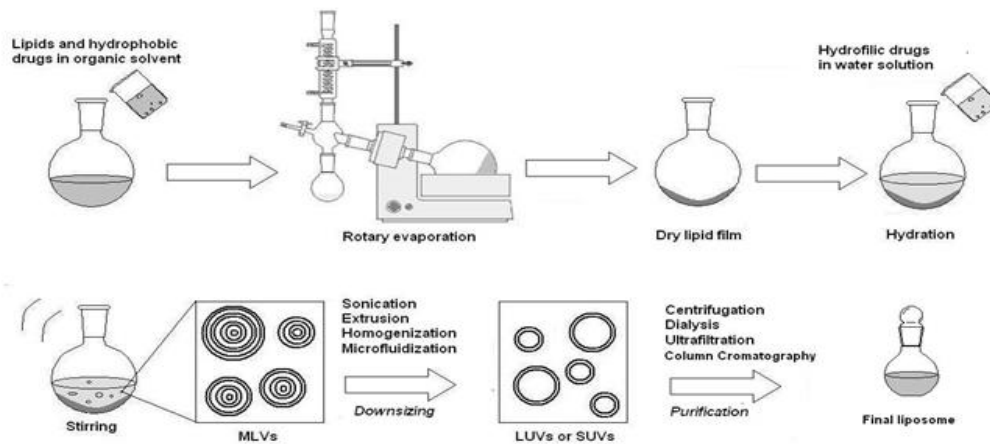 Lipids and hydrophobic
drugs in organic solvent
Hydrofilic drugs
in water solution
Rotary evaporation
Dry lipid film
Hydration
Sonication
Extrusion
Homogenization
Microfluidization
Centrifugation
Dialysis
Ultrafiltration
Column Cromatography
Downsizing
Purification
Stirring
MLVs
LUVs or SUVs
Final liposome